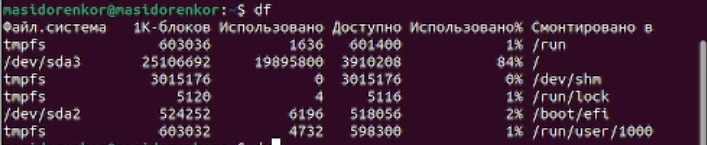 masidorenkor@masidorenkor:~$ df
Файл.система 1K-блоков Использовано Доступно Использовано% Смонтировано в
tmpfs 603036 1636 601400 1% /run
/dev/sda3 25106692 19895800 3910208 84% /
tmpfs 3015176 0 3015176 0% /dev/shm
tmpfs 5120 4 5116 1% /run/lock
/dev/sda2 524252 6196 518056 2% /boot/efi
tmpfs 603032 4732 598300 1% /run/user/1000
masidorenkor@masidorenkor:~$ df